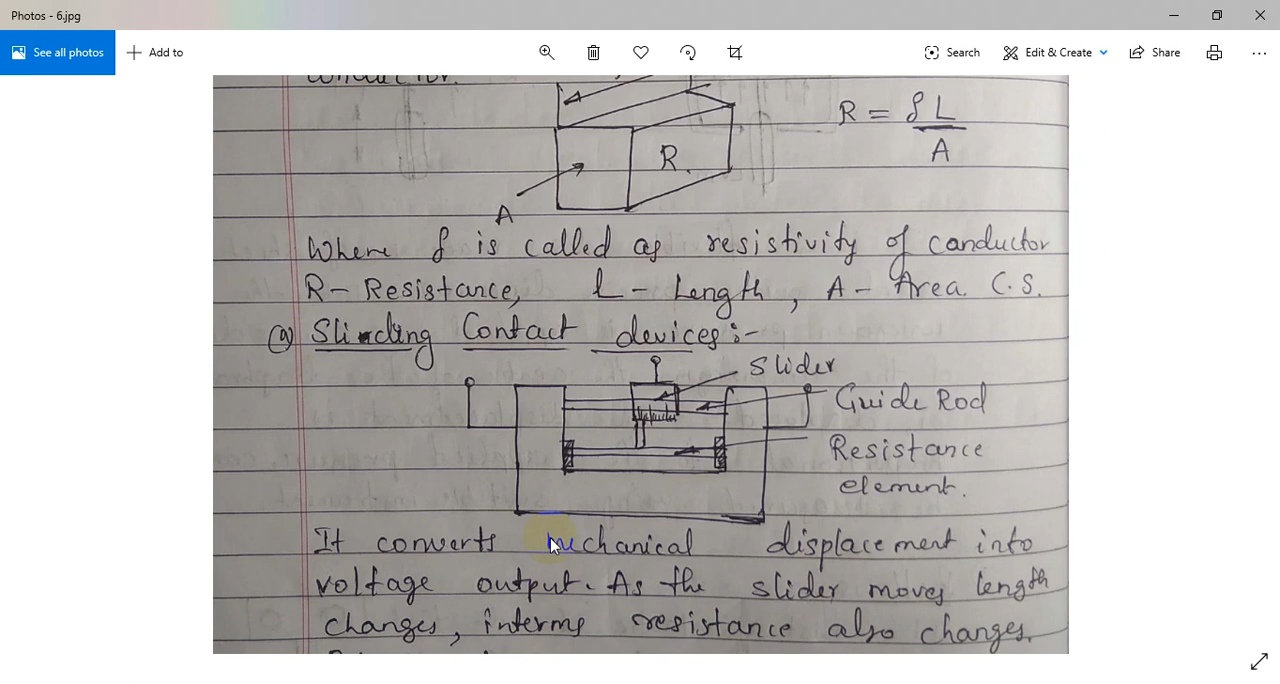 Photos - 6.jpg
See all photos
Add to
Search
Edit & Create
Share
conductor.
R = ρL
A
R.
A
Where ρ is called as resistivity of conductor
R- Resistance, L- Length, A- Area C.S.
(a) Sliding Contact devices:-
Slider
Guide Rod
Resistance
element.
It converts mechanical displacement into
voltage output. As the slider moves length
changes, interms resistance also changes.